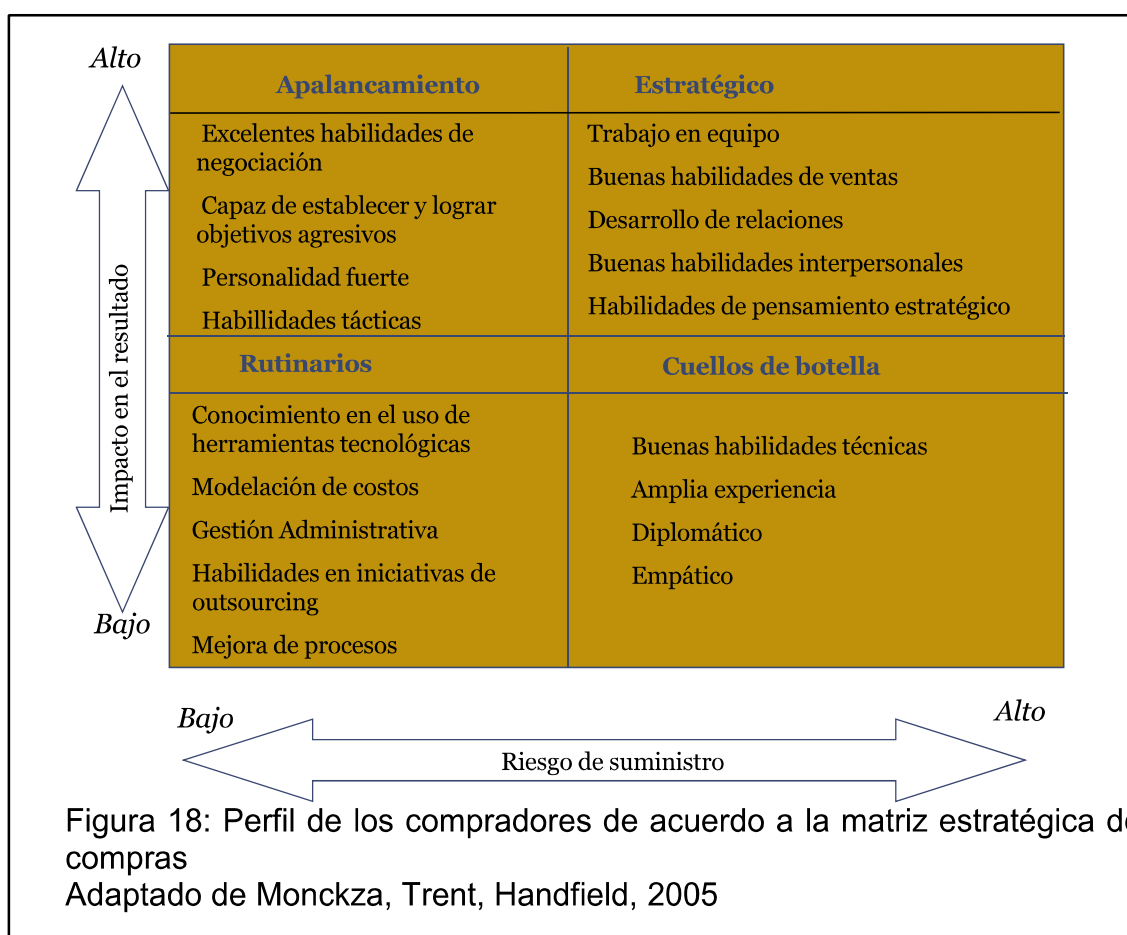 Alto
Apalancamiento
Estratégico
Excelentes habilidades de
negociación
Capaz de establecer y lograr
objetivos agresivos
Personalidad fuerte
Habillidades tácticas
Trabajo en equipo
Buenas habilidades de ventas
Desarrollo de relaciones
Buenas habilidades interpersonales
Habilidades de pensamiento estratégico
Impacto en el resultado
Rutinarios
Cuellos de botella
Conocimiento en el uso de
herramientas tecnológicas
Modelación de costos
Gestión Administrativa
Habilidades en iniciativas de
outsourcing
Mejora de procesos
Buenas habilidades técnicas
Amplia experiencia
Diplomático
Empático
Bajo
Bajo
Alto
Riesgo de suministro
Figura 18: Perfil de los compradores de acuerdo a la matriz estratégica de
compras
Adaptado de Monckza, Trent, Handfield, 2005